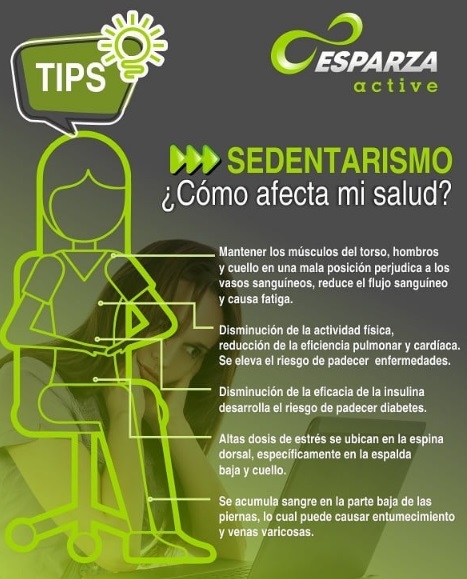 TIPS
ESPARZA
active
SEDENTARISMO
¿Cómo afecta mi salud?
Mantener los músculos del torso, hombros
y cuello en una mala posición perjudica a los
vasos sanguíneos, reduce el flujo sanguíneo
y causa fatiga.
Disminución de la actividad física,
reducción de la eficiencia pulmonar y cardíaca.
Se eleva el riesgo de padecer enfermedades.
Disminución de la eficacia de la insulina
desarrolla el riesgo de padecer diabetes.
Altas dosis de estrés se ubican en la espina
dorsal, específicamente en la espalda
baja y cuello.
Se acumula sangre en la parte baja de las
piernas, lo cual puede causar entumecimiento
y venas varicosas.